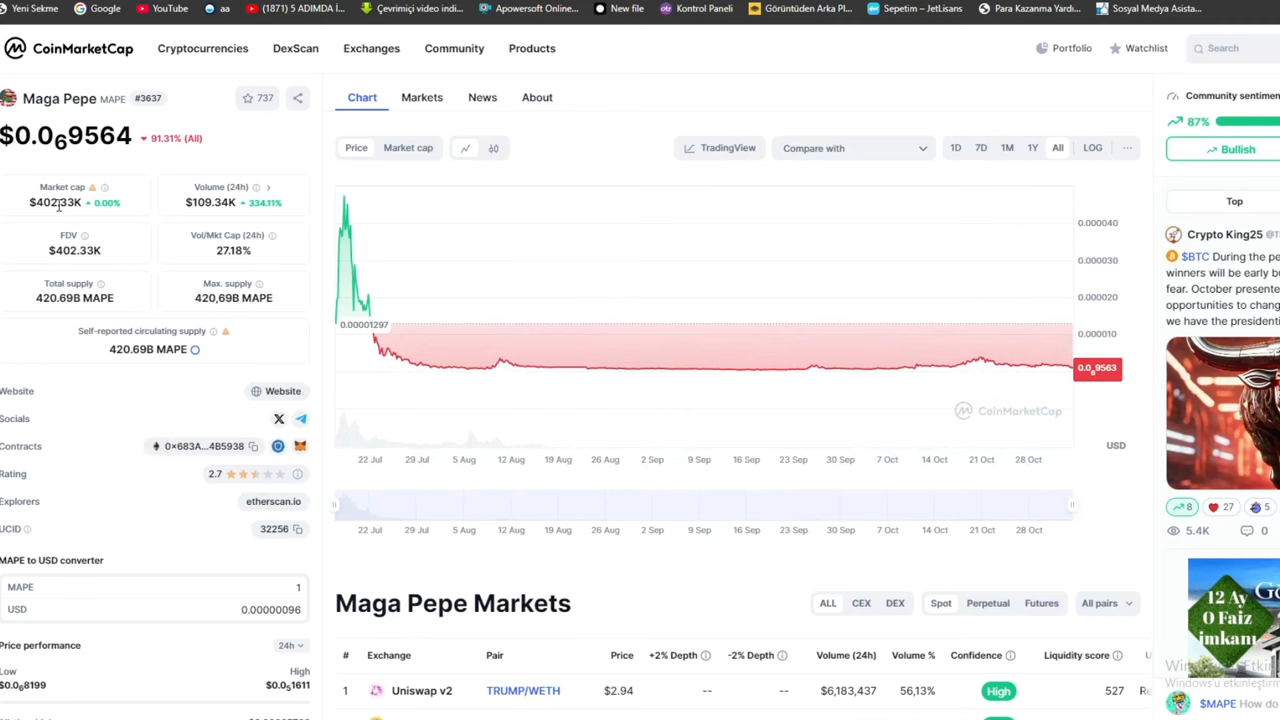 Yeni Sekme Google YouTube aa (1871) 5 ADIMDA İ... Çevrimiçi video indi... Apowersoft Online... New file Kontrol Paneli Görüntüden Arka Pl... Sepetim – JetLisans Para Kazanma Yardı... Sosyal Medya Asista...
CoinMarketCap Cryptocurrencies DexScan Exchanges Community Products Portfolio Watchlist Search
Maga Pepe MAPE #3637 737
$0.0₆9564 91.31% (All)
Market cap Volume (24h)
$402.33K 0.00% $109.34K 334.11%
FDV Vol/Mkt Cap (24h)
$402.33K 27.18%
Total supply Max. supply
420.69B MAPE 420,69B MAPE
Self-reported circulating supply
420.69B MAPE
Website Website
Socials
Contracts 0x683A...4B5938
Rating 2.7
Explorers etherscan.io
UCID 32256
MAPE to USD converter
MAPE 1
USD 0.00000096
Price performance 24h
Low High
$0.0₆8199 $0.0₅1611
Chart Markets News About
Price Market cap TradingView Compare with 1D 7D 1M 1Y All LOG ...
0.000040
0.000030
0.000020
0.00001297
0.000010
0.0₆9563
CoinMarketCap
USD
22 Jul 29 Jul 5 Aug 12 Aug 19 Aug 26 Aug 2 Sep 9 Sep 16 Sep 23 Sep 30 Sep 7 Oct 14 Oct 21 Oct 28 Oct
22 Jul 29 Jul 5 Aug 12 Aug 19 Aug 26 Aug 2 Sep 9 Sep 16 Sep 23 Sep 30 Sep 7 Oct 14 Oct 21 Oct 28 Oct
Maga Pepe Markets ALL CEX DEX Spot Perpetual Futures All pairs
# Exchange Pair Price +2% Depth -2% Depth Volume (24h) Volume % Confidence Liquidity score
1 Uniswap v2 TRUMP/WETH $2.94 -- -- $6,183,437 56,13% High 527 Re
Community sentimen
87%
Bullish
Top
Crypto King25
$BTC During the pe
winners will be early bu
fear. October presente
opportunities to chang
we have the presidenti
8 27 5
5.4K 0
12 Ay
0 Faiz
imkanı
Windows'u etkinleştirm
$MAPE How do